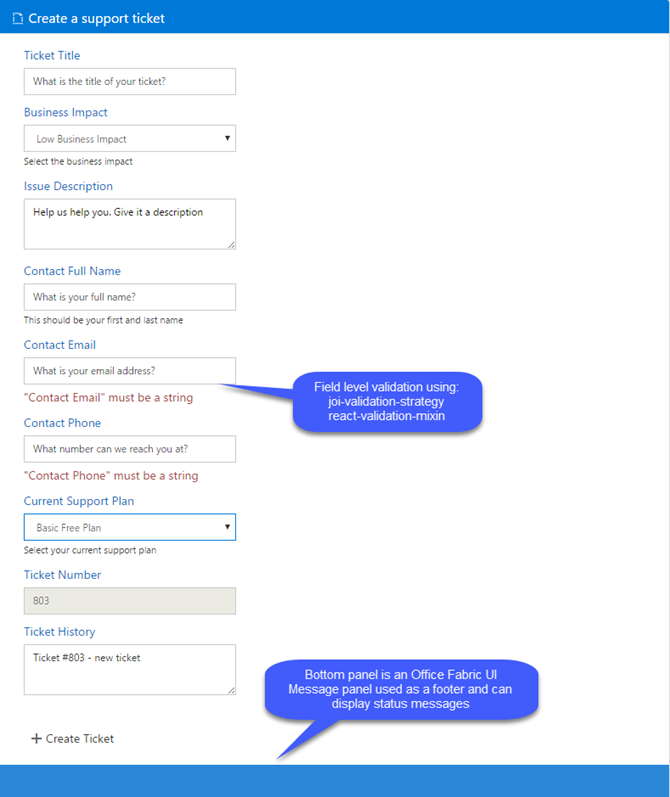 Create a support ticket
Ticket Title
What is the title of your ticket?
Business Impact
Low Business Impact
Select the business impact
Issue Description
Help us help you. Give it a description
Contact Full Name
What is your full name?
This should be your first and last name
Contact Email
What is your email address?
"Contact Email" must be a string
Field level validation using:
joi-validation-strategy
react-validation-mixin
Contact Phone
What number can we reach you at?
"Contact Phone" must be a string
Current Support Plan
Basic Free Plan
Select your current support plan
Ticket Number
803
Ticket History
Ticket #803 - new ticket
Bottom panel is an Office Fabric UI
Message panel used as a footer and can
display status messages
+ Create Ticket